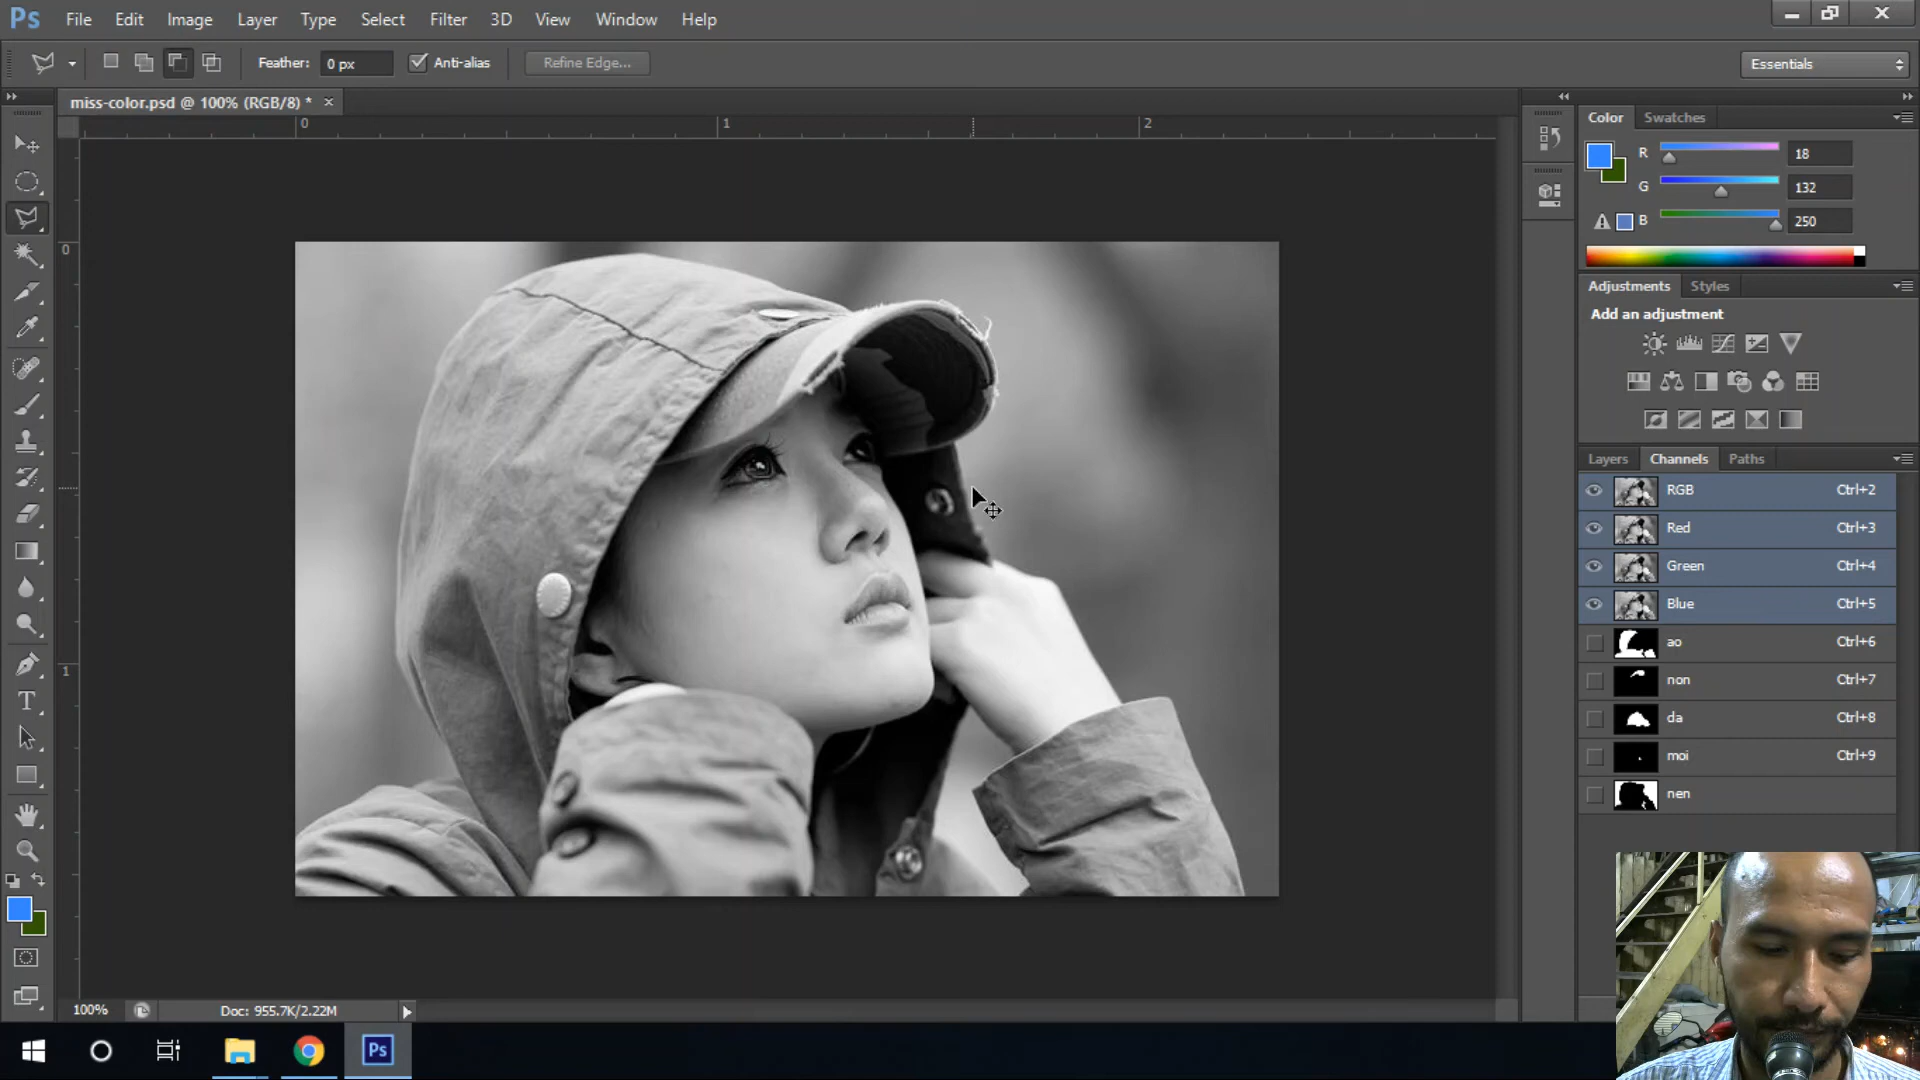 Ps File Edit Image Layer Type Select Filter 3D View Window Help
Feather: 0 px Anti-alias Refine Edge... Essentials
miss-color.psd @ 100% (RGB/8) * ×
0 1 2
0
1
Color Swatches
R 18
G 132
B 250
Adjustments Styles
Add an adjustment
Layers Channels Paths
RGB Ctrl+2
Red Ctrl+3
Green Ctrl+4
Blue Ctrl+5
ao Ctrl+6
non Ctrl+7
da Ctrl+8
moi Ctrl+9
nen
100% Doc: 955.7K/2.22M
Ps